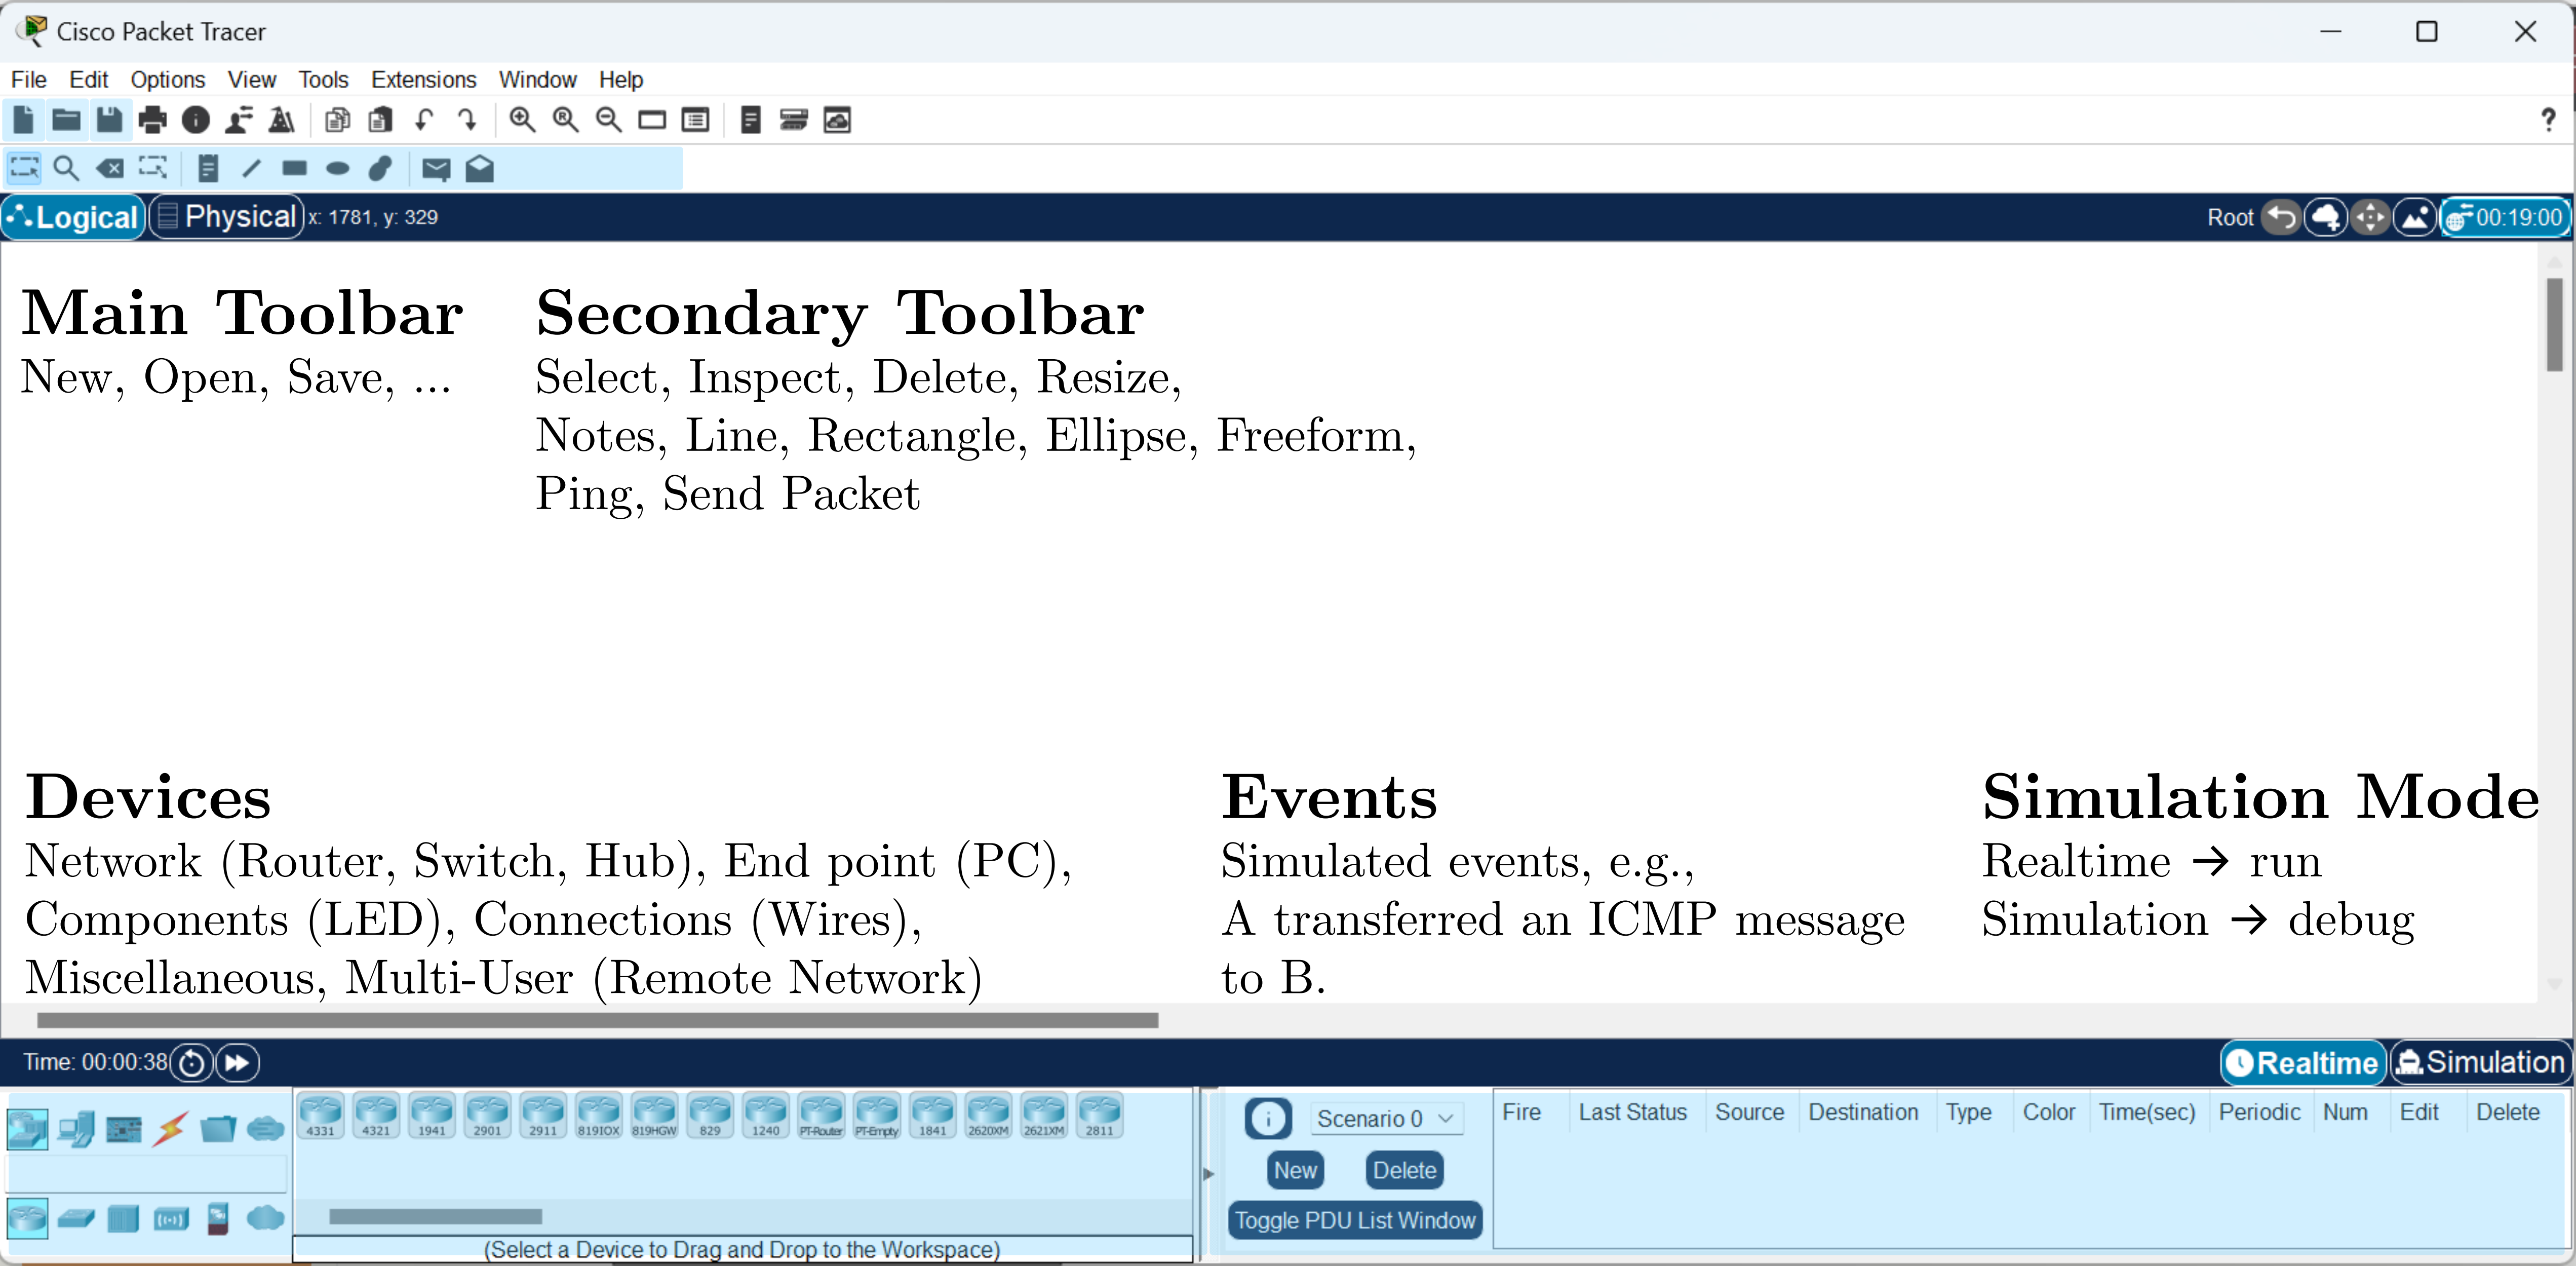 Cisco Packet Tracer
File Edit Options View Tools Extensions Window Help
Logical Physical x: 1781, y: 329 Root 00:19:00
Main Toolbar
New, Open, Save, ...
Secondary Toolbar
Select, Inspect, Delete, Resize,
Notes, Line, Rectangle, Ellipse, Freeform,
Ping, Send Packet
Devices
Network (Router, Switch, Hub), End point (PC),
Components (LED), Connections (Wires),
Miscellaneous, Multi-User (Remote Network)
Events
Simulated events, e.g.,
A transferred an ICMP message
to B.
Simulation Mode
Realtime → run
Simulation → debug
Time: 00:00:38 Realtime Simulation
4331 4321 1941 2901 2911 819IOX 819HGW 829 1240 PT-Router PT-Empty 1841 2620XM 2621XM 2811
(Select a Device to Drag and Drop to the Workspace)
Scenario 0
New Delete
Toggle PDU List Window
Fire Last Status Source Destination Type Color Time(sec) Periodic Num Edit Delete